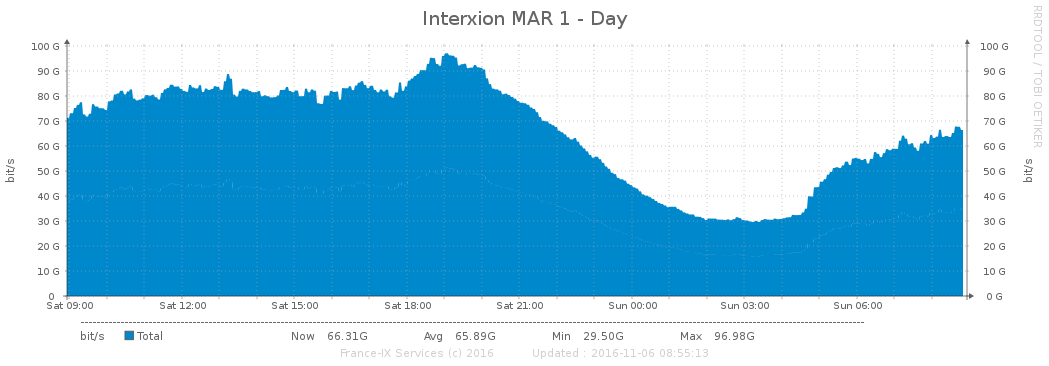 Interxion MAR 1 - Day
RRDTOOL / TOBI OETIKER
bit/s
100 G 100 G
90 G 90 G
80 G 80 G
70 G 70 G
60 G 60 G
50 G 50 G
40 G 40 G
30 G 30 G
20 G 20 G
10 G 10 G
0 0 G
bit/s
Sat 09:00 Sat 12:00 Sat 15:00 Sat 18:00 Sat 21:00 Sun 00:00 Sun 03:00 Sun 06:00
bit/s Total Now 66.31G Avg 65.89G Min 29.50G Max 96.98G
France-IX Services (c) 2016 Updated : 2016-11-06 08:55:13